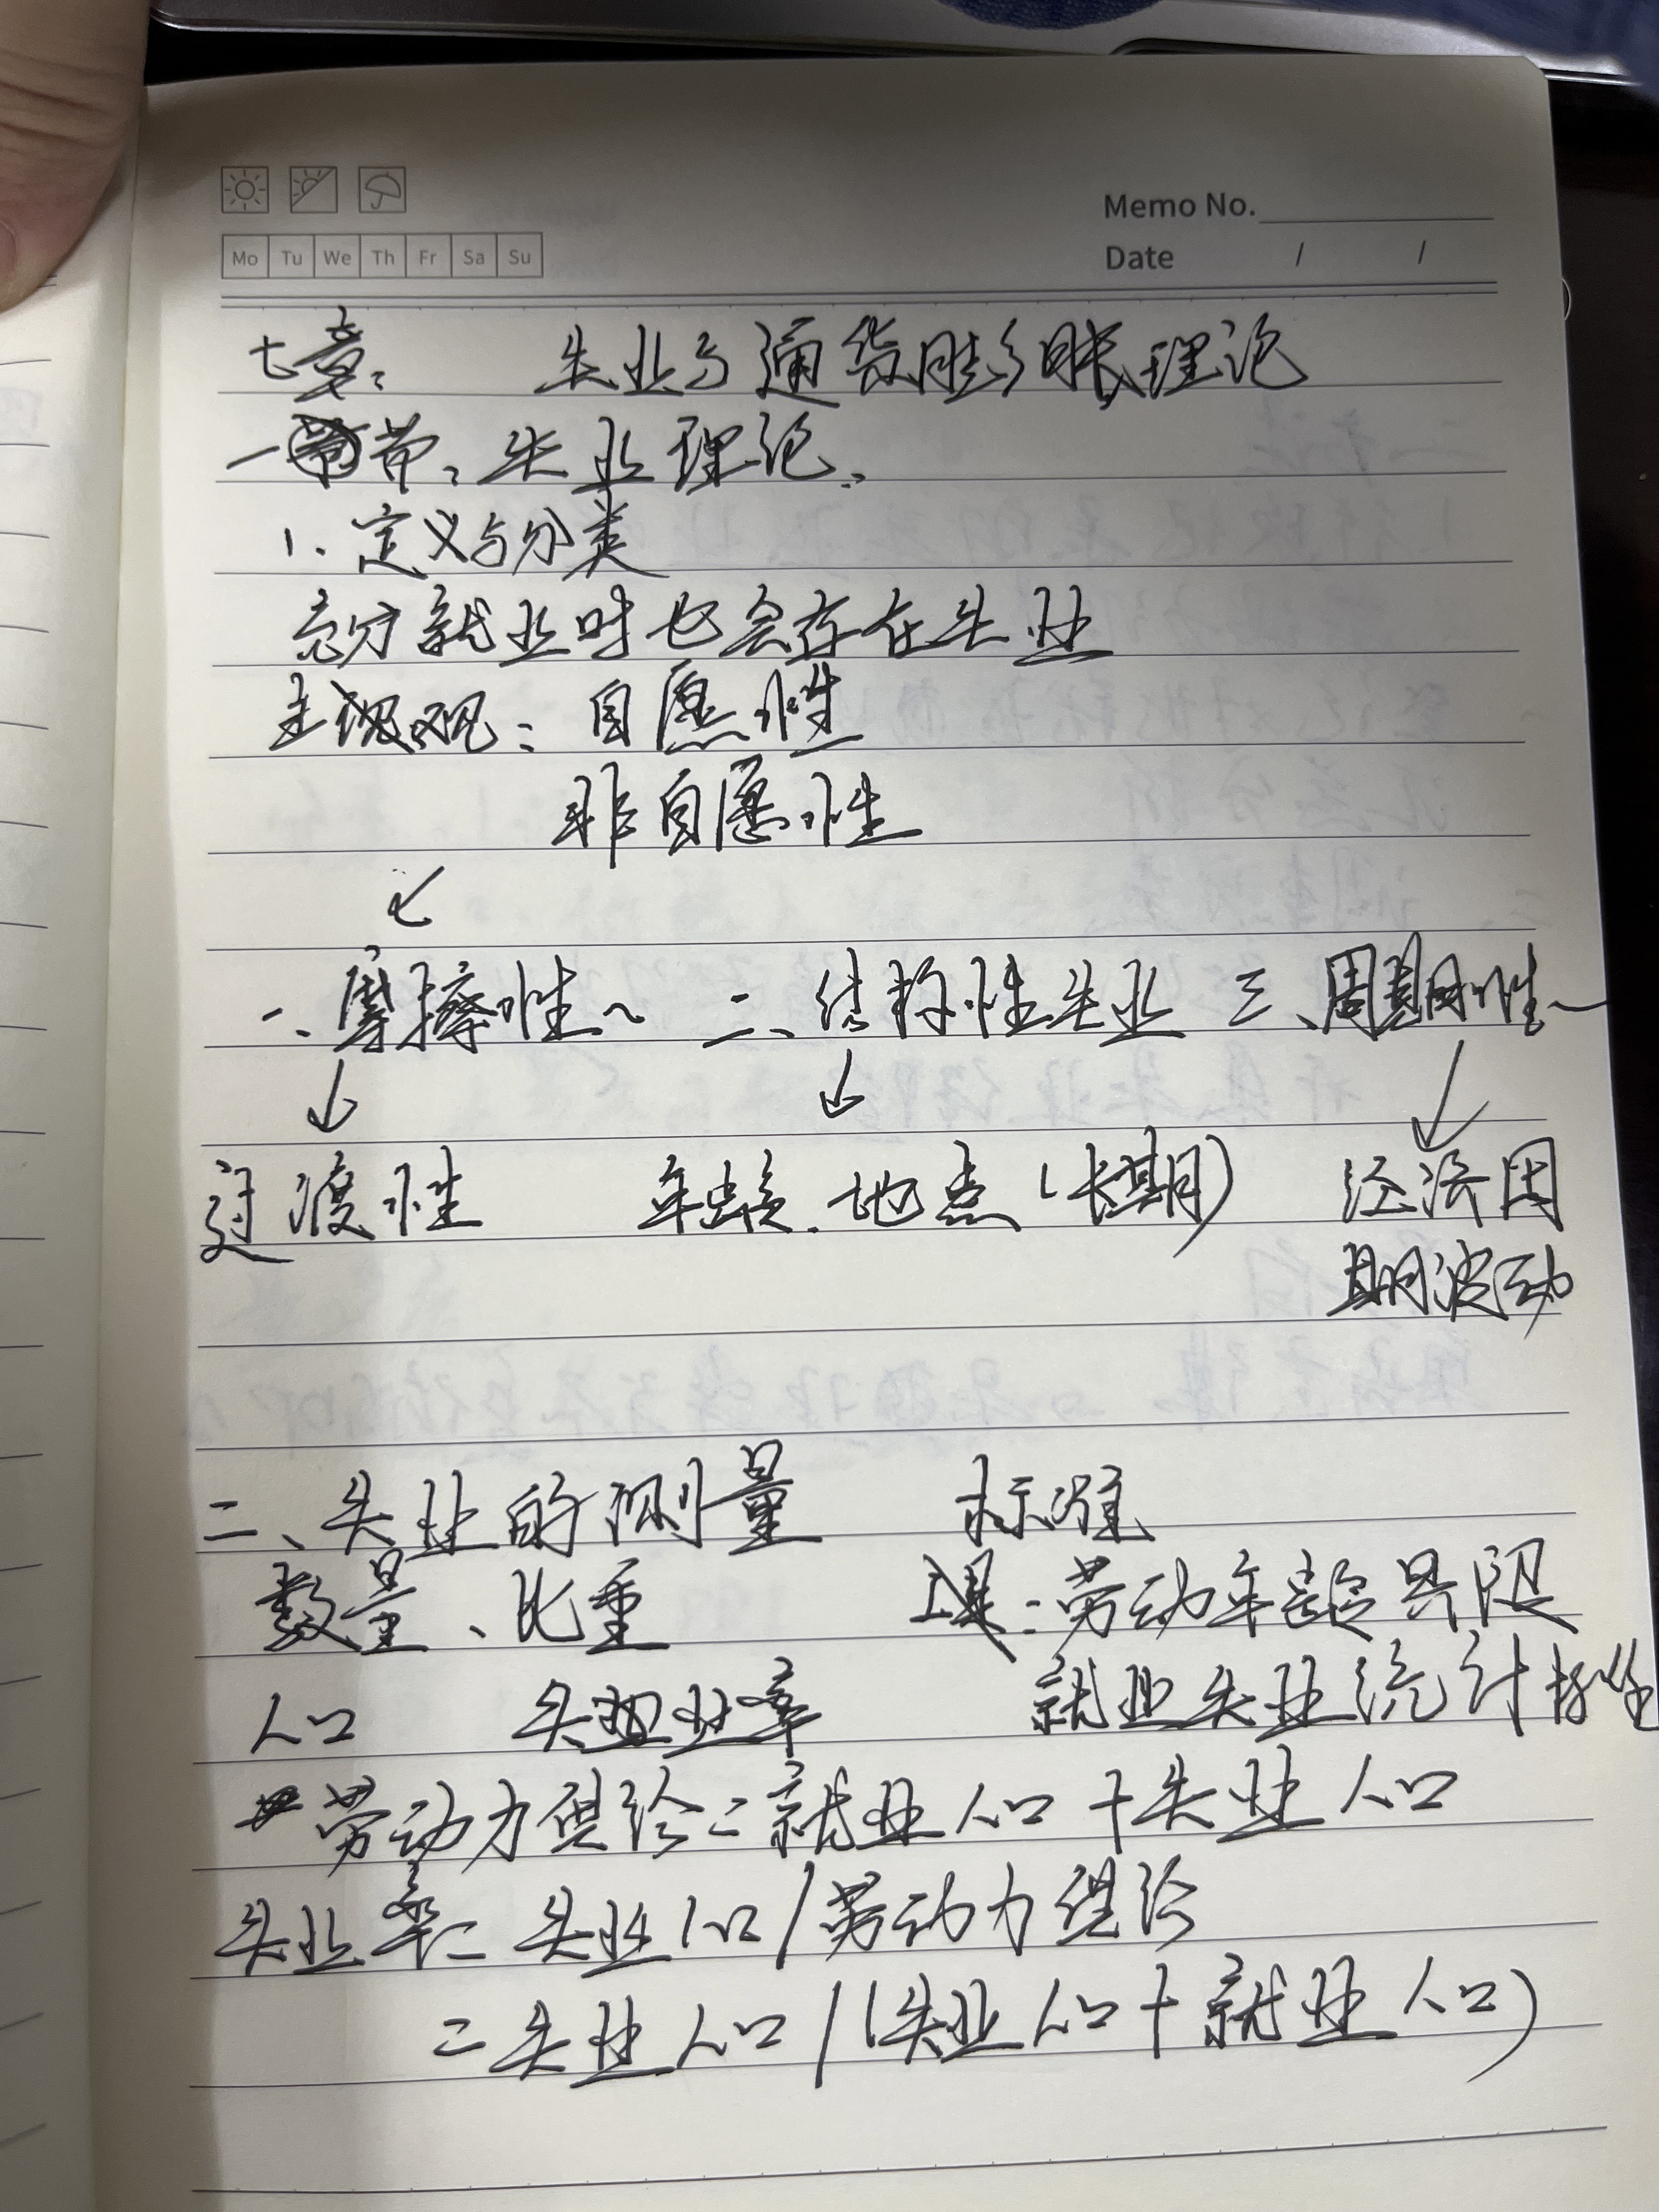 Memo No.
Mo Tu We Th Fr Sa Su
Date / /
七章、 失业与通货膨胀理论
一节、失业理论、
1、定义与分类
充分就业时也会存在失业
主观:自愿性
非自愿性
↙
一、摩擦性~ 二、结构性失业 三、周期性~
↓ ↓ ↙
过渡性 年龄、地点(长期) 经济周
期波动
二、失业的测量 标准
数量、比重 :劳动年龄界限
人口 失业率 就业失业统计标准
劳动力供给=就业人口+失业人口
失业率=失业人口/劳动力供给
=失业人口/(失业人口+就业人口)